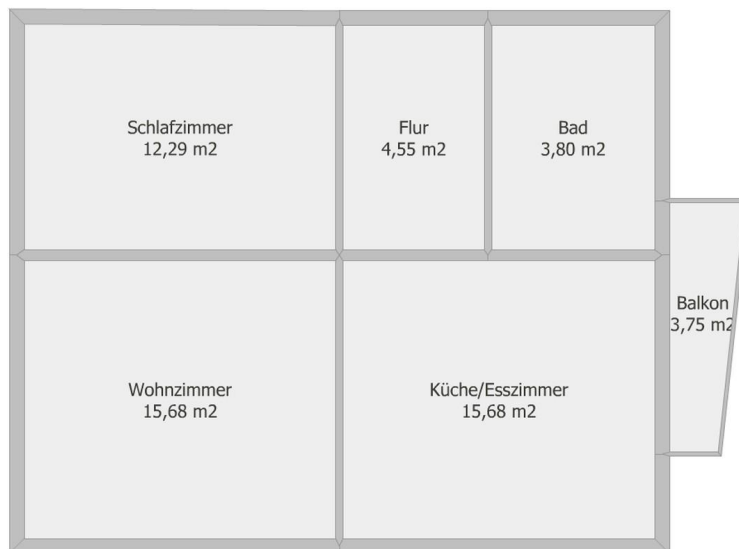 Schlafzimmer
12,29 m2
Flur
4,55 m2
Bad
3,80 m2
Balkon
3,75 m2
Wohnzimmer
15,68 m2
Küche/Esszimmer
15,68 m2